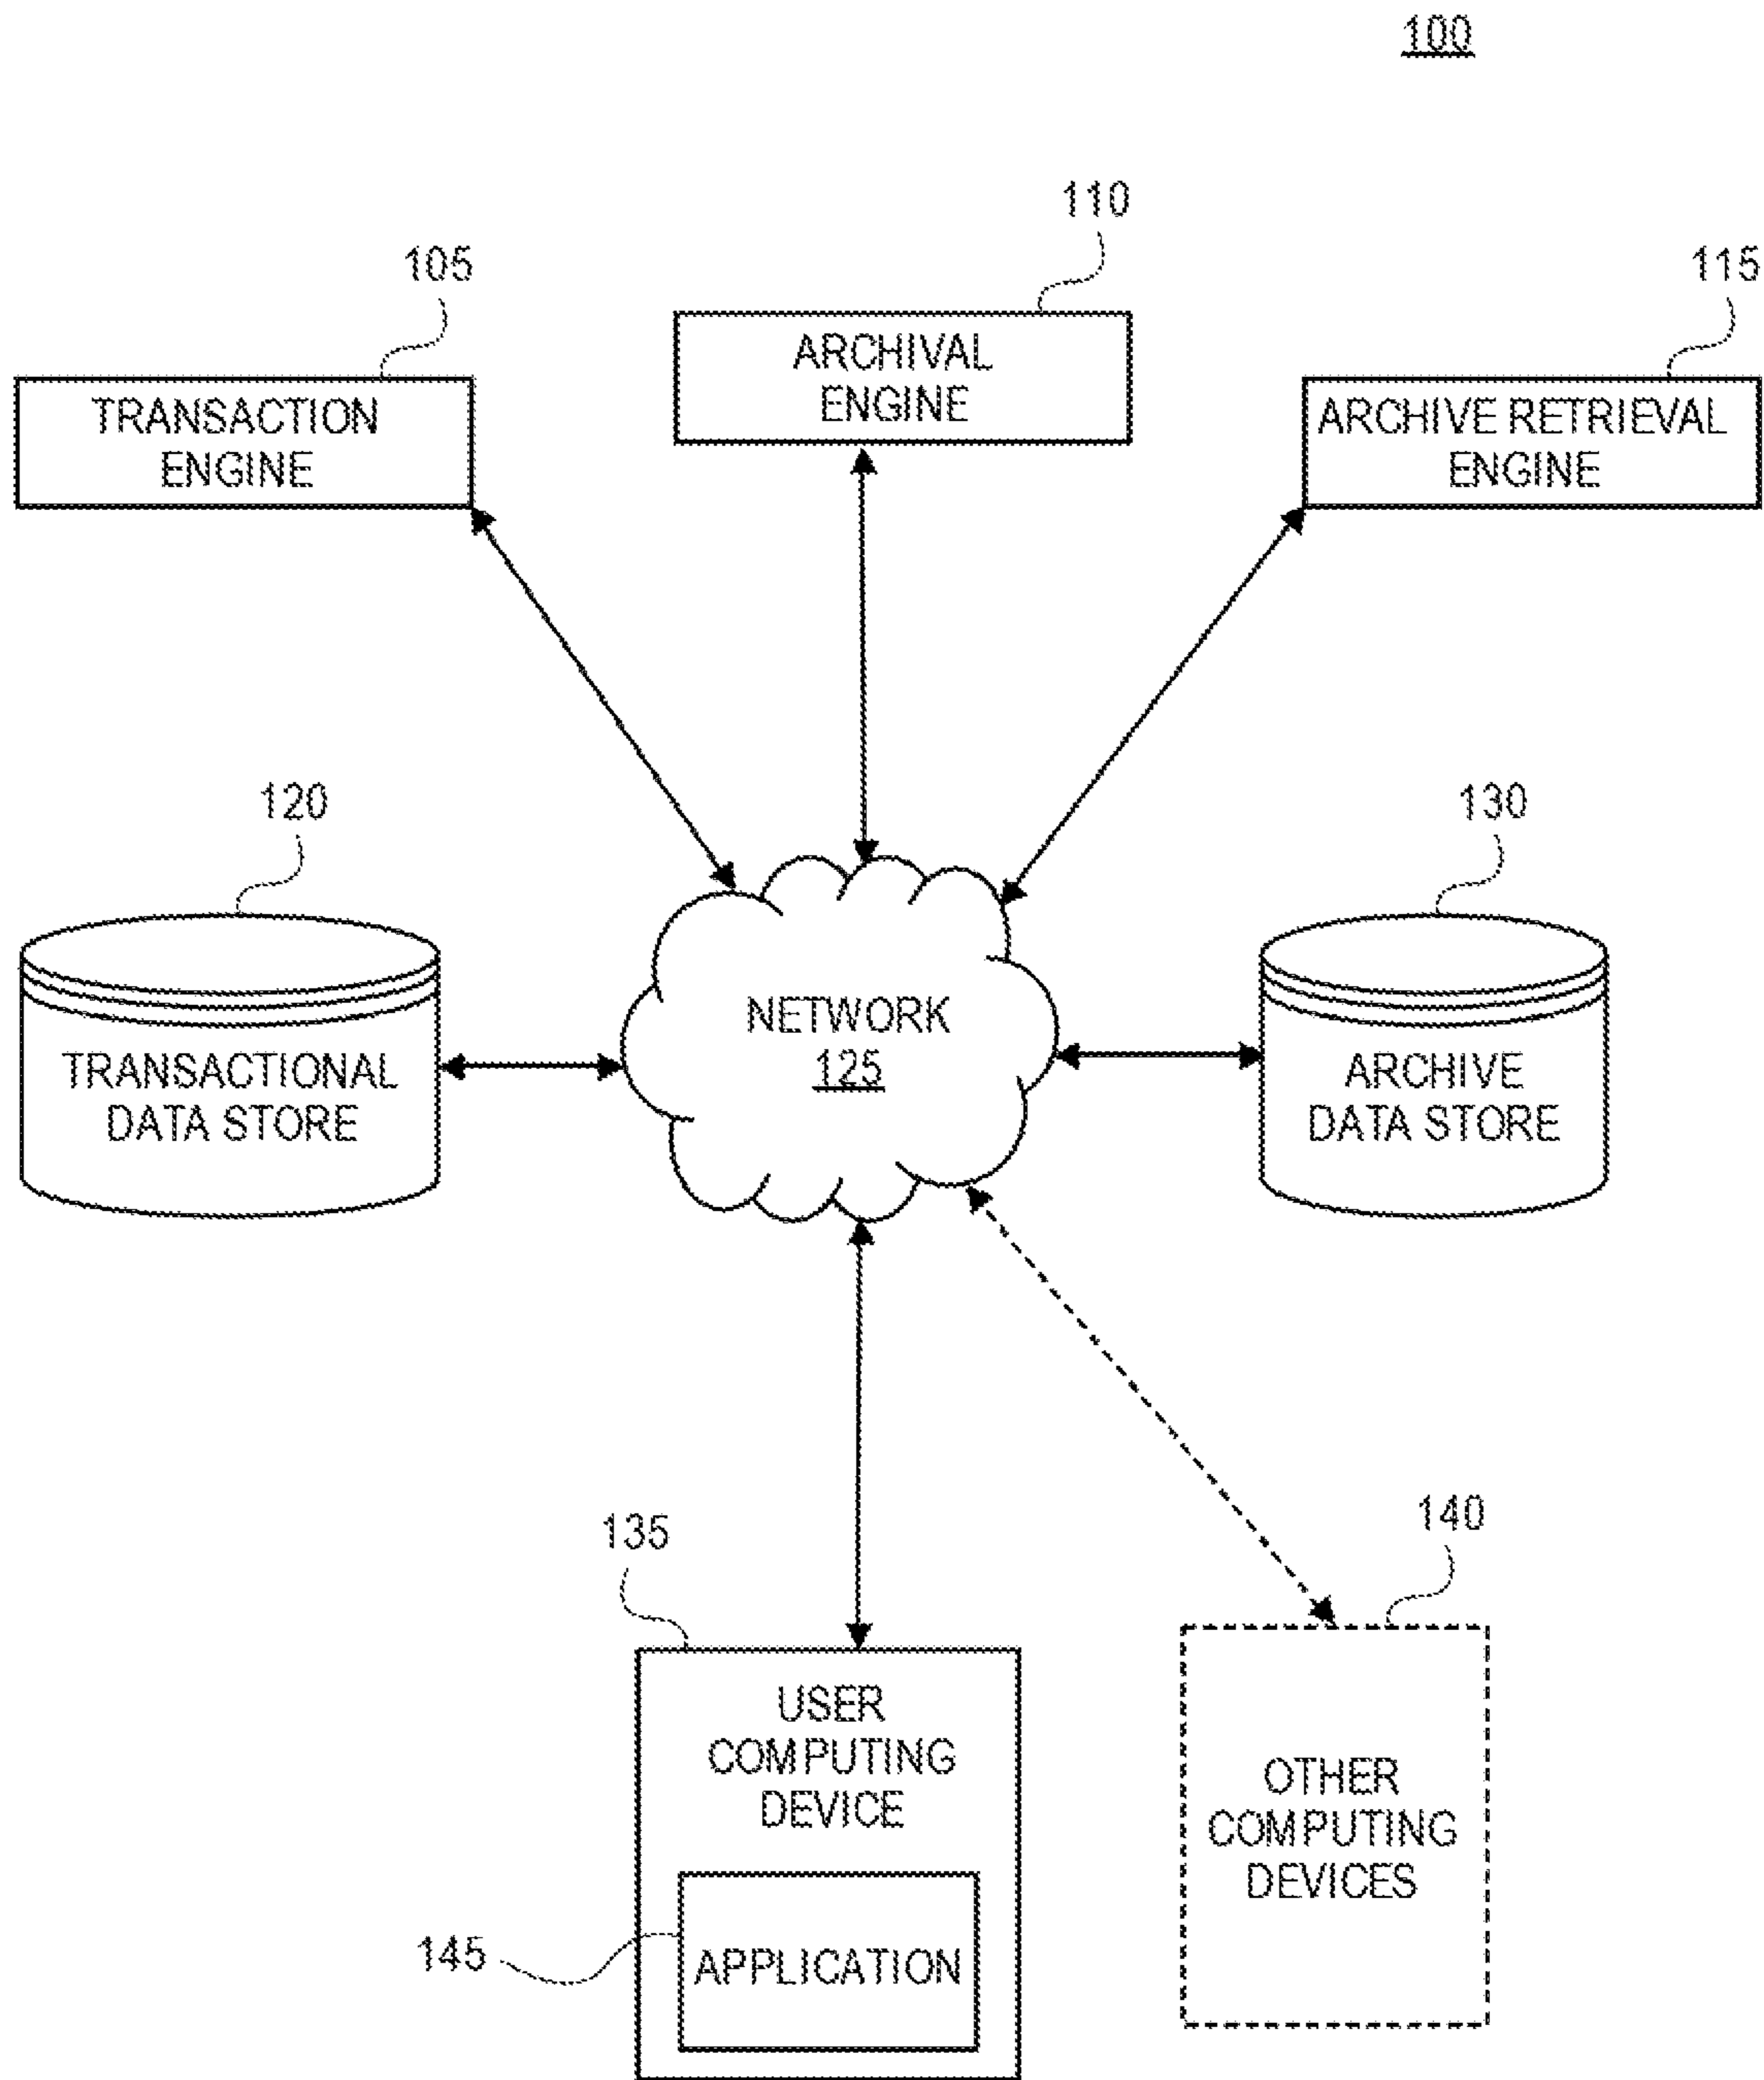 100
110
105
115
ARCHIVAL
ENGINE
TRANSACTION
ENGINE
ARCHIVE RETRIEVAL
ENGINE
120
130
NETWORK
125
TRANSACTIONAL
DATA STORE
ARCHIVE
DATA STORE
135
140
USER
COMPUTING
DEVICE
OTHER
COMPUTING
DEVICES
145
APPLICATION